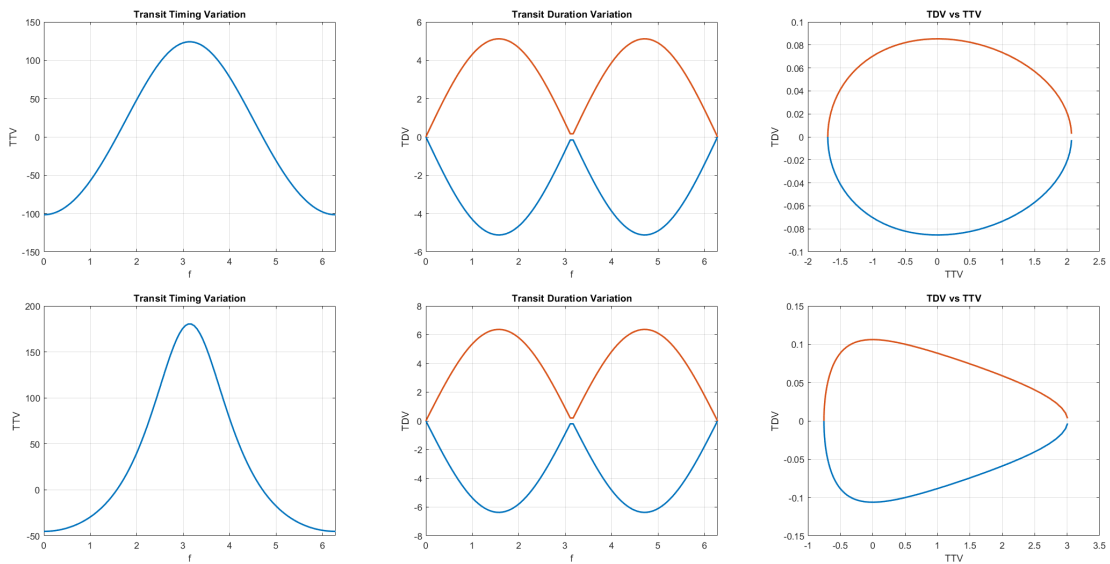 Transit Timing Variation
150
100
50
0
-50
-100
-150
TTV
0 1 2 3 4 5 6
f
Transit Duration Variation
6
4
2
0
-2
-4
-6
TDV
0 1 2 3 4 5 6
f
TDV vs TTV
0.1
0.08
0.06
0.04
0.02
0
-0.02
-0.04
-0.06
-0.08
-0.1
TDV
-2 -1.5 -1 -0.5 0 0.5 1 1.5 2 2.5
TTV
Transit Timing Variation
200
150
100
50
0
-50
TTV
0 1 2 3 4 5 6
f
Transit Duration Variation
8
6
4
2
0
-2
-4
-6
-8
TDV
0 1 2 3 4 5 6
f
TDV vs TTV
0.15
0.1
0.05
0
-0.05
-0.1
-0.15
TDV
-1 -0.5 0 0.5 1 1.5 2 2.5 3 3.5
TTV